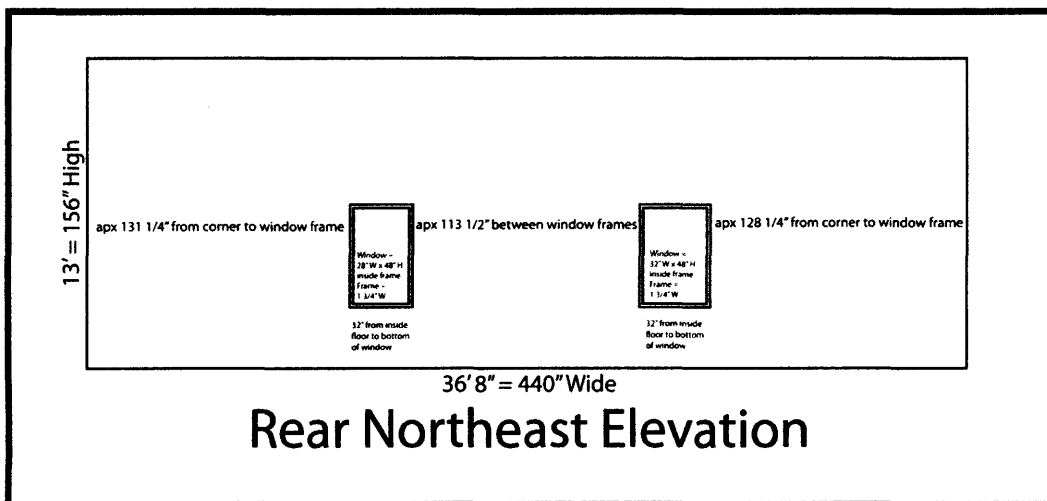 13' = 156" High
apx 131 1/4" from corner to window frame
Window =
28" W x 48" H
inside frame
Frame =
1 3/4" W
32" from inside
floor to bottom
of window
apx 113 1/2" between window frames
Window =
32" W x 48" H
inside frame
Frame =
1 3/4" W
32" from inside
floor to bottom
of window
apx 128 1/4" from corner to window frame
36' 8" = 440" Wide
Rear Northeast Elevation